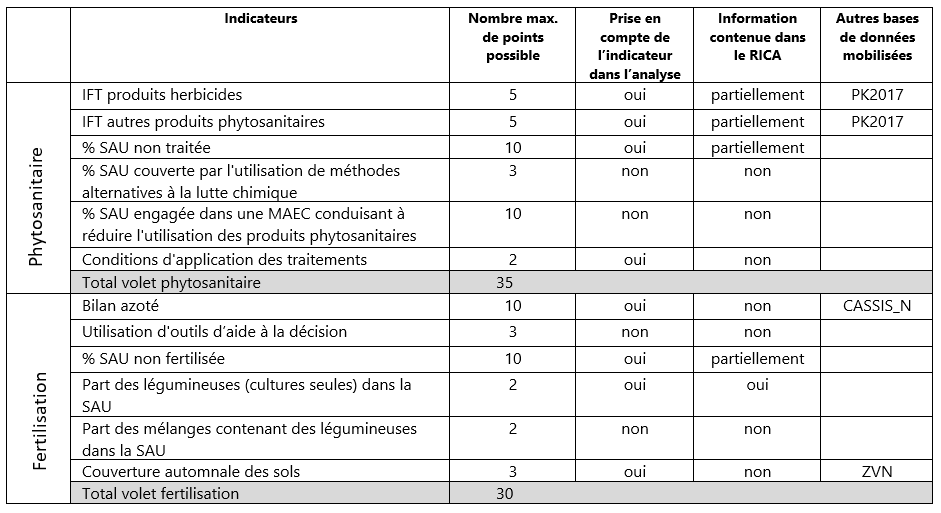 Indicateurs
Nombre max.
de points
possible
Prise en
compte de
l’indicateur
dans l’analyse
Information
contenue dans
le RICA
Autres bases
de données
mobilisées
Phytosanitaire
IFT produits herbicides 5 oui partiellement PK2017
IFT autres produits phytosanitaires 5 oui partiellement PK2017
% SAU non traitée 10 oui partiellement
% SAU couverte par l'utilisation de méthodes 3 non non
alternatives à la lutte chimique
% SAU engagée dans une MAEC conduisant à 10 non non
réduire l'utilisation des produits phytosanitaires
Conditions d'application des traitements 2 oui non
Total volet phytosanitaire 35
Fertilisation
Bilan azoté 10 oui non CASSIS_N
Utilisation d'outils d’aide à la décision 3 non non
% SAU non fertilisée 10 oui partiellement
Part des légumineuses (cultures seules) dans la 2 oui oui
SAU
Part des mélanges contenant des légumineuses 2 non non
dans la SAU
Couverture automnale des sols 3 oui non ZVN
Total volet fertilisation 30